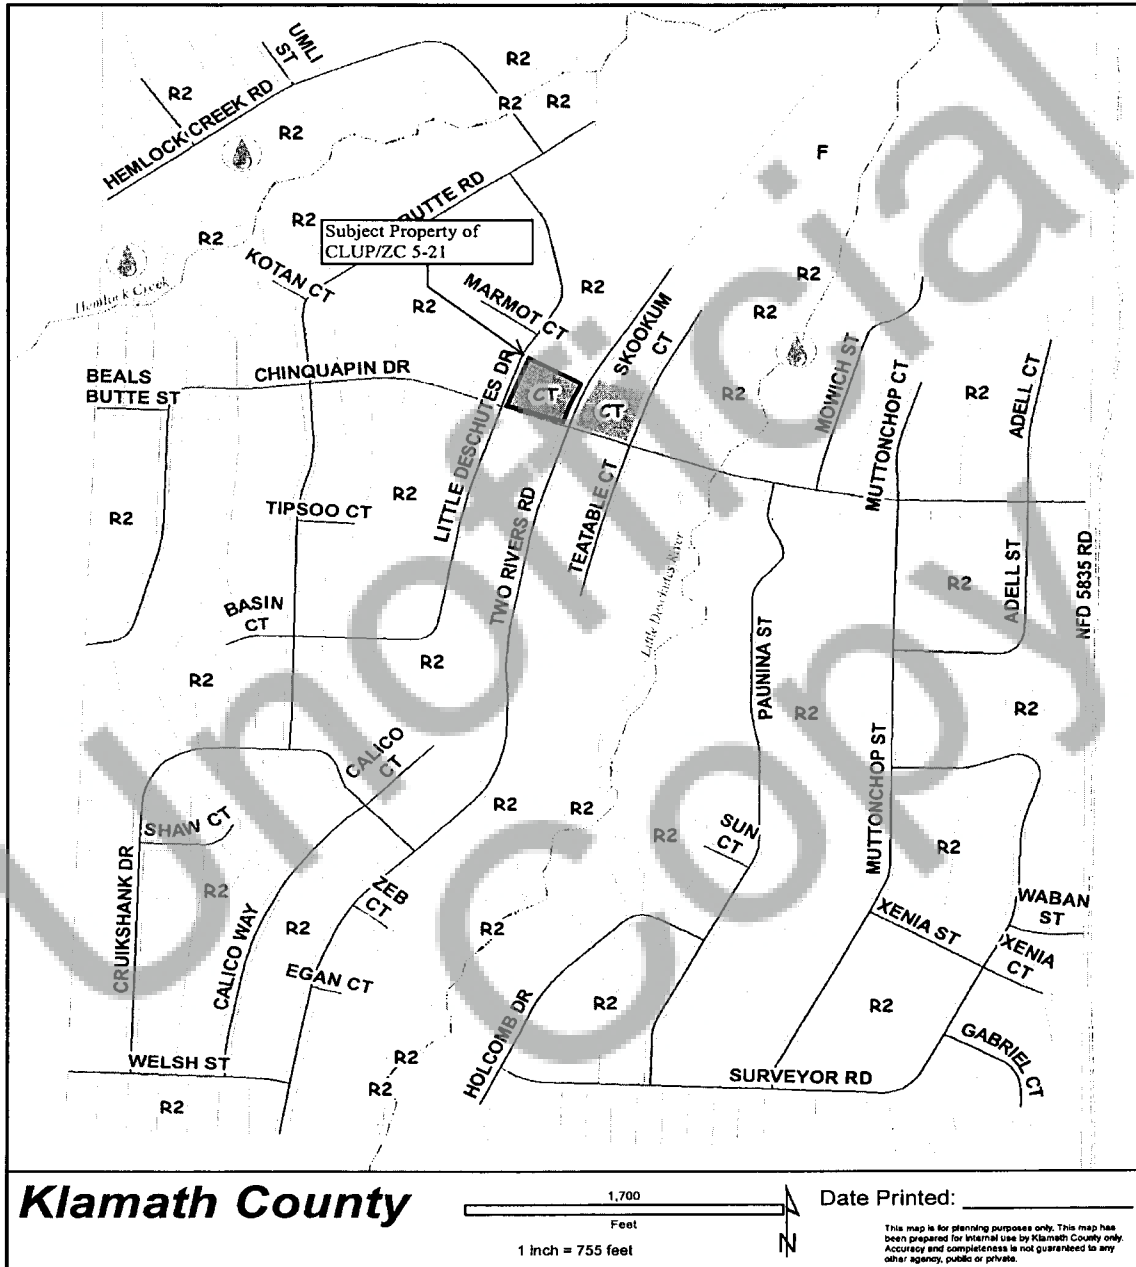 UMLI
ST
R2
R2
HEMLOCK CREEK RD
R2
R2
R2
F
BUTTE RD
R2
Subject Property of
CLUP/ZC 5-21
R2
KOTAN CT
Hemlock Creek
R2
MARMOT CT
R2
R2
R2
SKOOKUM
CT
BEALS
BUTTE ST
CHINQUAPIN DR
LITTLE DESCHUTES DR
CT
CT
R2
MOWICH ST
MUTTONCHOP CT
R2
ADELL CT
R2
TIPSOO CT
R2
TWO RIVERS RD
TEATABLE CT
Little Deschutes River
R2
ADELL ST
NFD 5835 RD
BASIN
CT
R2
R2
PAUNINA ST
R2
R2
CALICO
CT
MUTTONCHOP ST
SHAW CT
R2
R2
R2
SUN
CT
R2
CRUIKSHANK DR
R2
CALICO WAY
R2
ZEB
CT
R2
XENIA ST
WABAN
ST
XENIA
CT
EGAN CT
HOLCOMB DR
R2
R2
GABRIEL CT
WELSH ST
R2
R2
R2
SURVEYOR RD
Unofficial
Copy
Klamath County
1,700
Feet
1 inch = 755 feet
N
Date Printed:
This map is for planning purposes only. This map has
been prepared for internal use by Klamath County only.
Accuracy and completeness is not guaranteed to any
other agency, public or private.